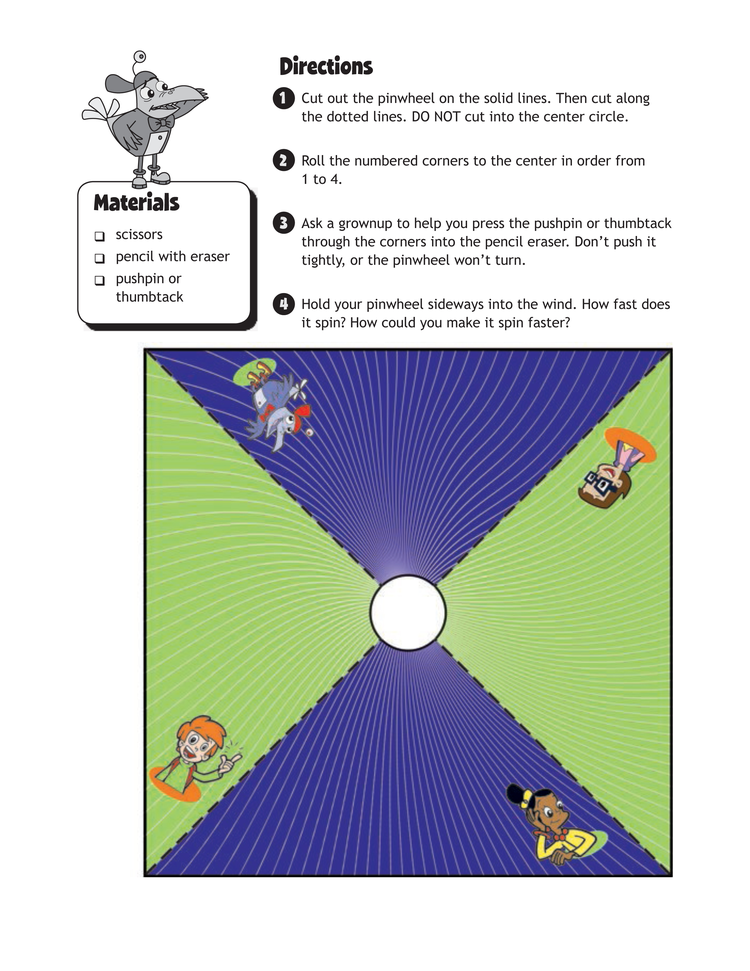 Directions
1 Cut out the pinwheel on the solid lines. Then cut along
the dotted lines. DO NOT cut into the center circle.
2 Roll the numbered corners to the center in order from
1 to 4.
Materials
scissors
pencil with eraser
pushpin or
thumbtack
3 Ask a grownup to help you press the pushpin or thumbtack
through the corners into the pencil eraser. Don’t push it
tightly, or the pinwheel won’t turn.
4 Hold your pinwheel sideways into the wind. How fast does
it spin? How could you make it spin faster?